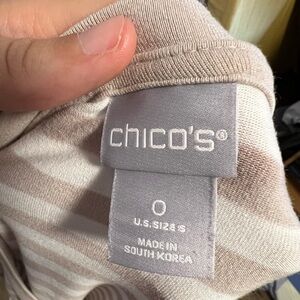 chico's®
0
U.S.SIZE S
MADE IN
SOUTH KOREA